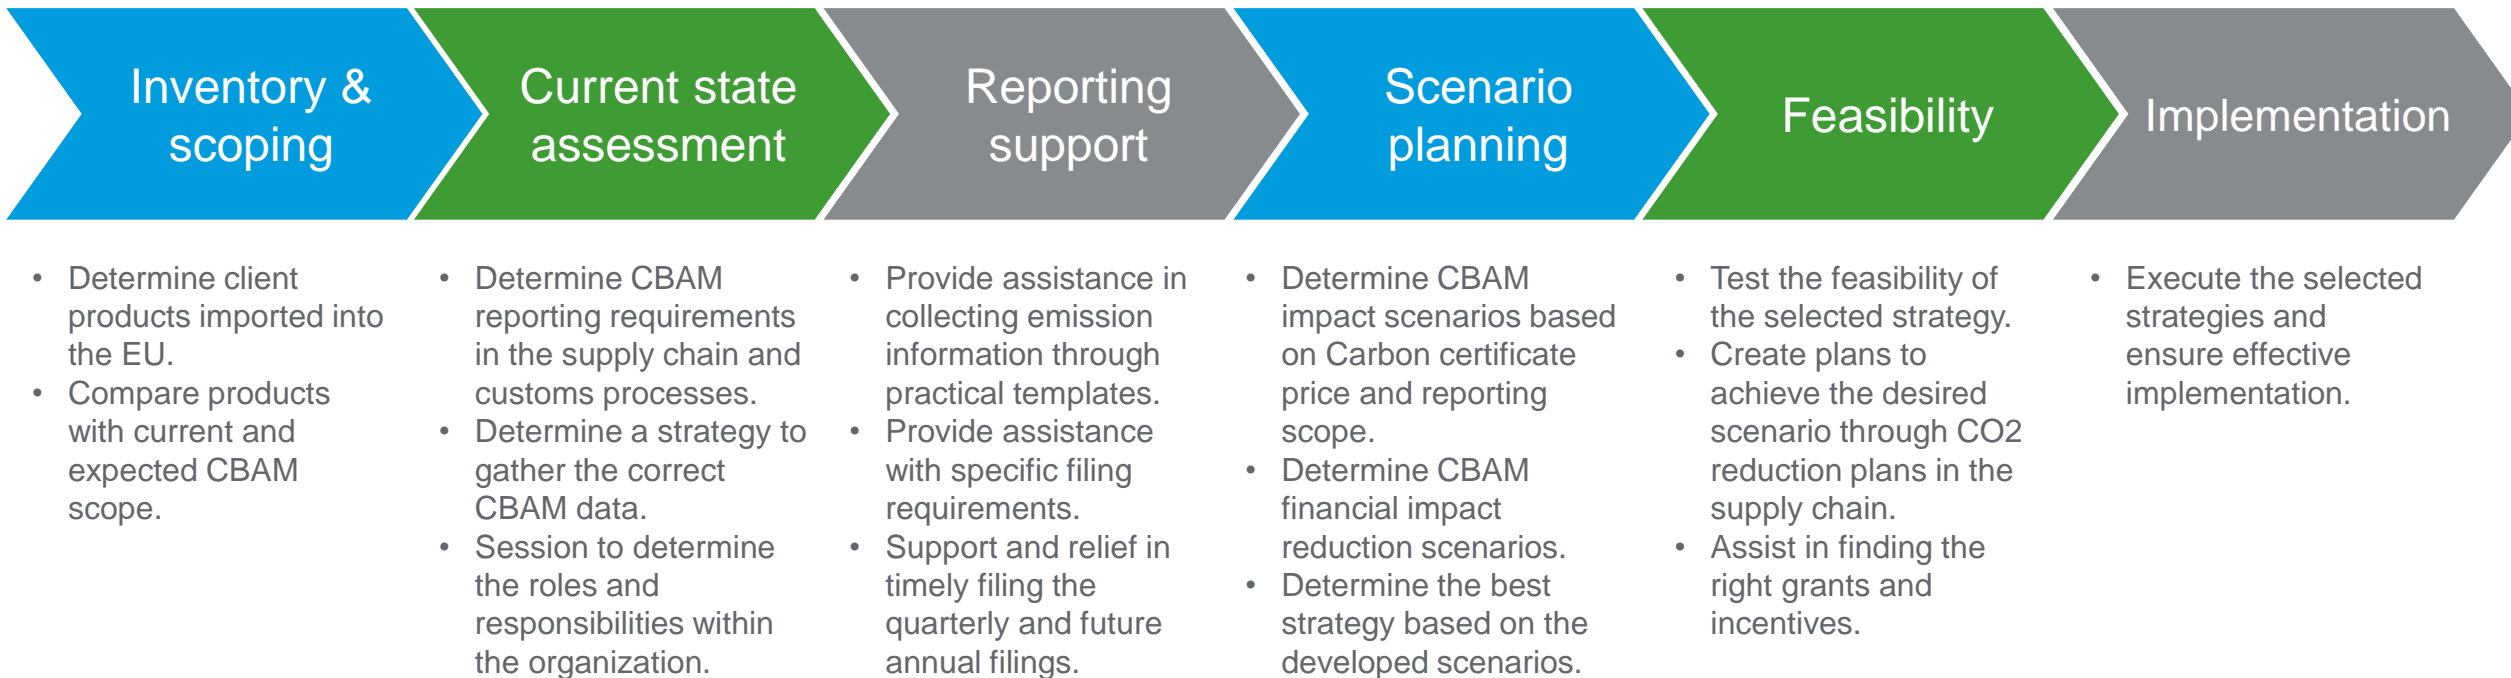 Inventory &
scoping
Current state
assessment
Reporting
support
Scenario
planning
Feasibility
Implementation
• Determine client
products imported into
the EU.
• Compare products
with current and
expected CBAM
scope.
• Determine CBAM
reporting requirements
in the supply chain and
customs processes.
• Determine a strategy to
gather the correct
CBAM data.
• Session to determine
the roles and
responsibilities within
the organization.
• Provide assistance in
collecting emission
information through
practical templates.
• Provide assistance
with specific filing
requirements.
• Support and relief in
timely filing the
quarterly and future
annual filings.
• Determine CBAM
impact scenarios based
on Carbon certificate
price and reporting
scope.
• Determine CBAM
financial impact
reduction scenarios.
• Determine the best
strategy based on the
developed scenarios.
• Test the feasibility of
the selected strategy.
• Create plans to
achieve the desired
scenario through CO2
reduction plans in the
supply chain.
• Assist in finding the
right grants and
incentives.
• Execute the selected
strategies and
ensure effective
implementation.